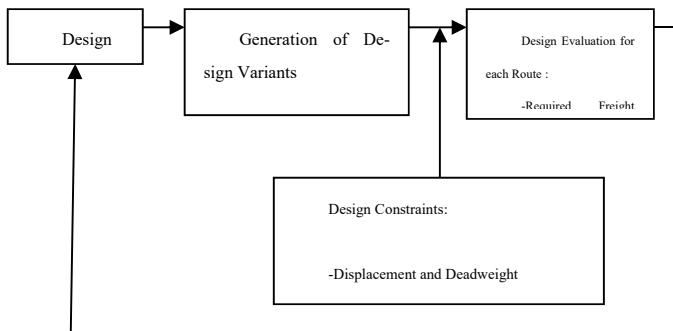 Design
Generation of De-
sign Variants
Design Evaluation for
each Route :
-Required Freight
Design Constraints:
-Displacement and Deadweight